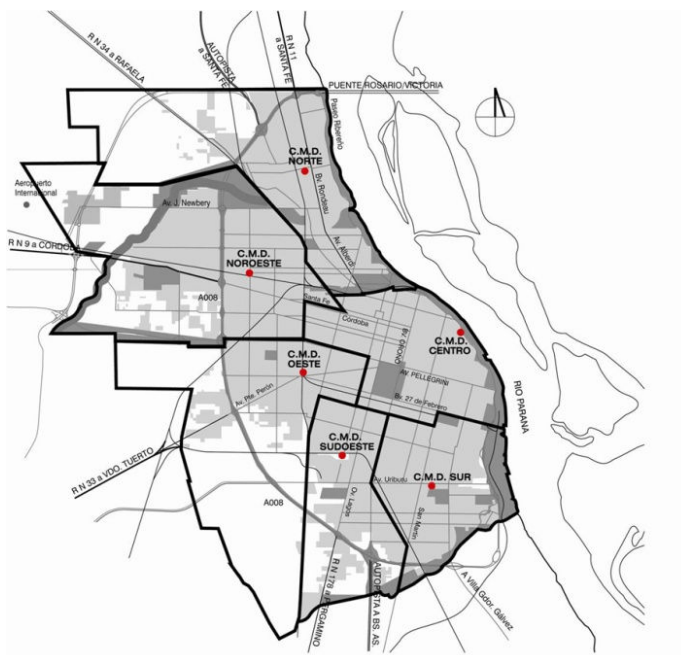 R N 34 a RAFAELA
AUTOPISTA
a SANTA FE
R N 11
a SANTA FE
PUENTE ROSARIO/VICTORIA
Paseo Ribereño
C.M.D.
NORTE
Bv. Rondeau
Aeropuerto
Internacional
Av. J. Newbery
Av. Alberdi
R N 9 a CORDOBA
C.M.D.
NOROESTE
A008
Santa Fe
Córdoba
BV. OROÑO
C.M.D.
CENTRO
C.M.D.
OESTE
AV. PELLEGRINI
RIO PARANA
Av. Pte. Perón
Bv. 27 de Febrero
C.M.D.
SUDOESTE
R N 33 a VDO. TUERTO
Av. Uriburu
C.M.D. SUR
A008
Ov. Lagos
San Martín
R N 178 a PERGAMINO
AUTOPISTA A BS. AS.
A Villa Gdor. Gálvez